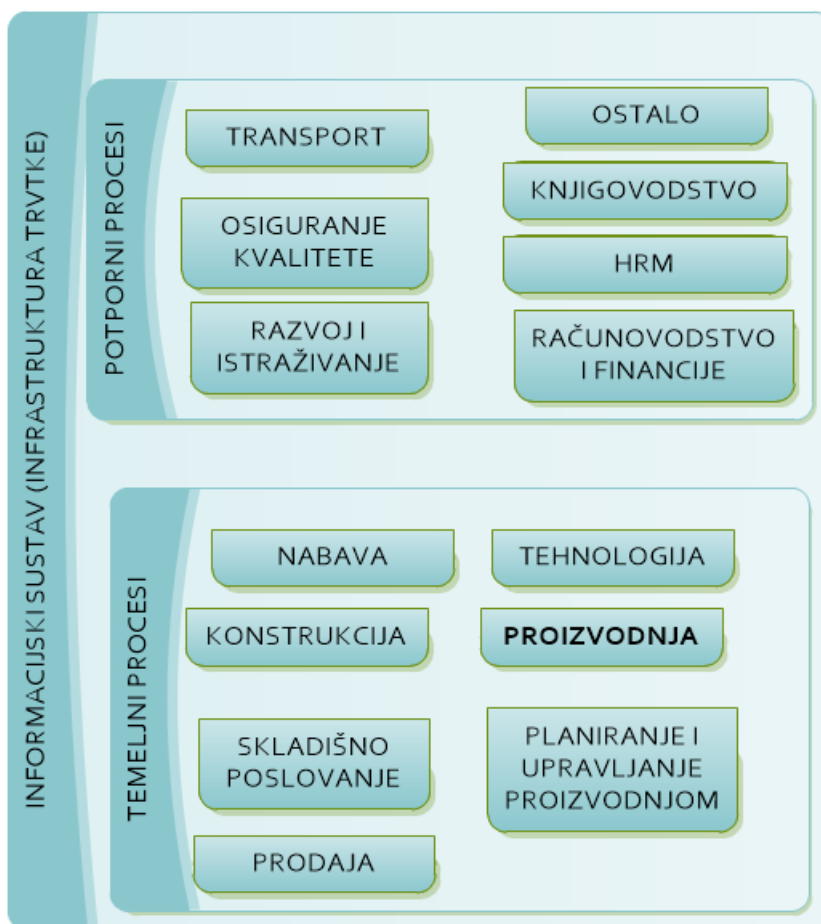 INFORMACIJSKI SUSTAV (INFRASTRUKTURA TRVTKE)
POTPORNI PROCESI
TRANSPORT
OSIGURANJE
KVALITETE
RAZVOJ I
ISTRAŽIVANJE
OSTALO
KNJIGOVODSTVO
HRM
RAČUNOVODSTVO
I FINANCIJE
TEMELJNI PROCESI
NABAVA
TEHNOLOGIJA
KONSTRUKCIJA
PROIZVODNJA
SKLADIŠNO
POSLOVANJE
PLANIRANJE I
UPRAVLJANJE
PROIZVODNJOM
PRODAJA